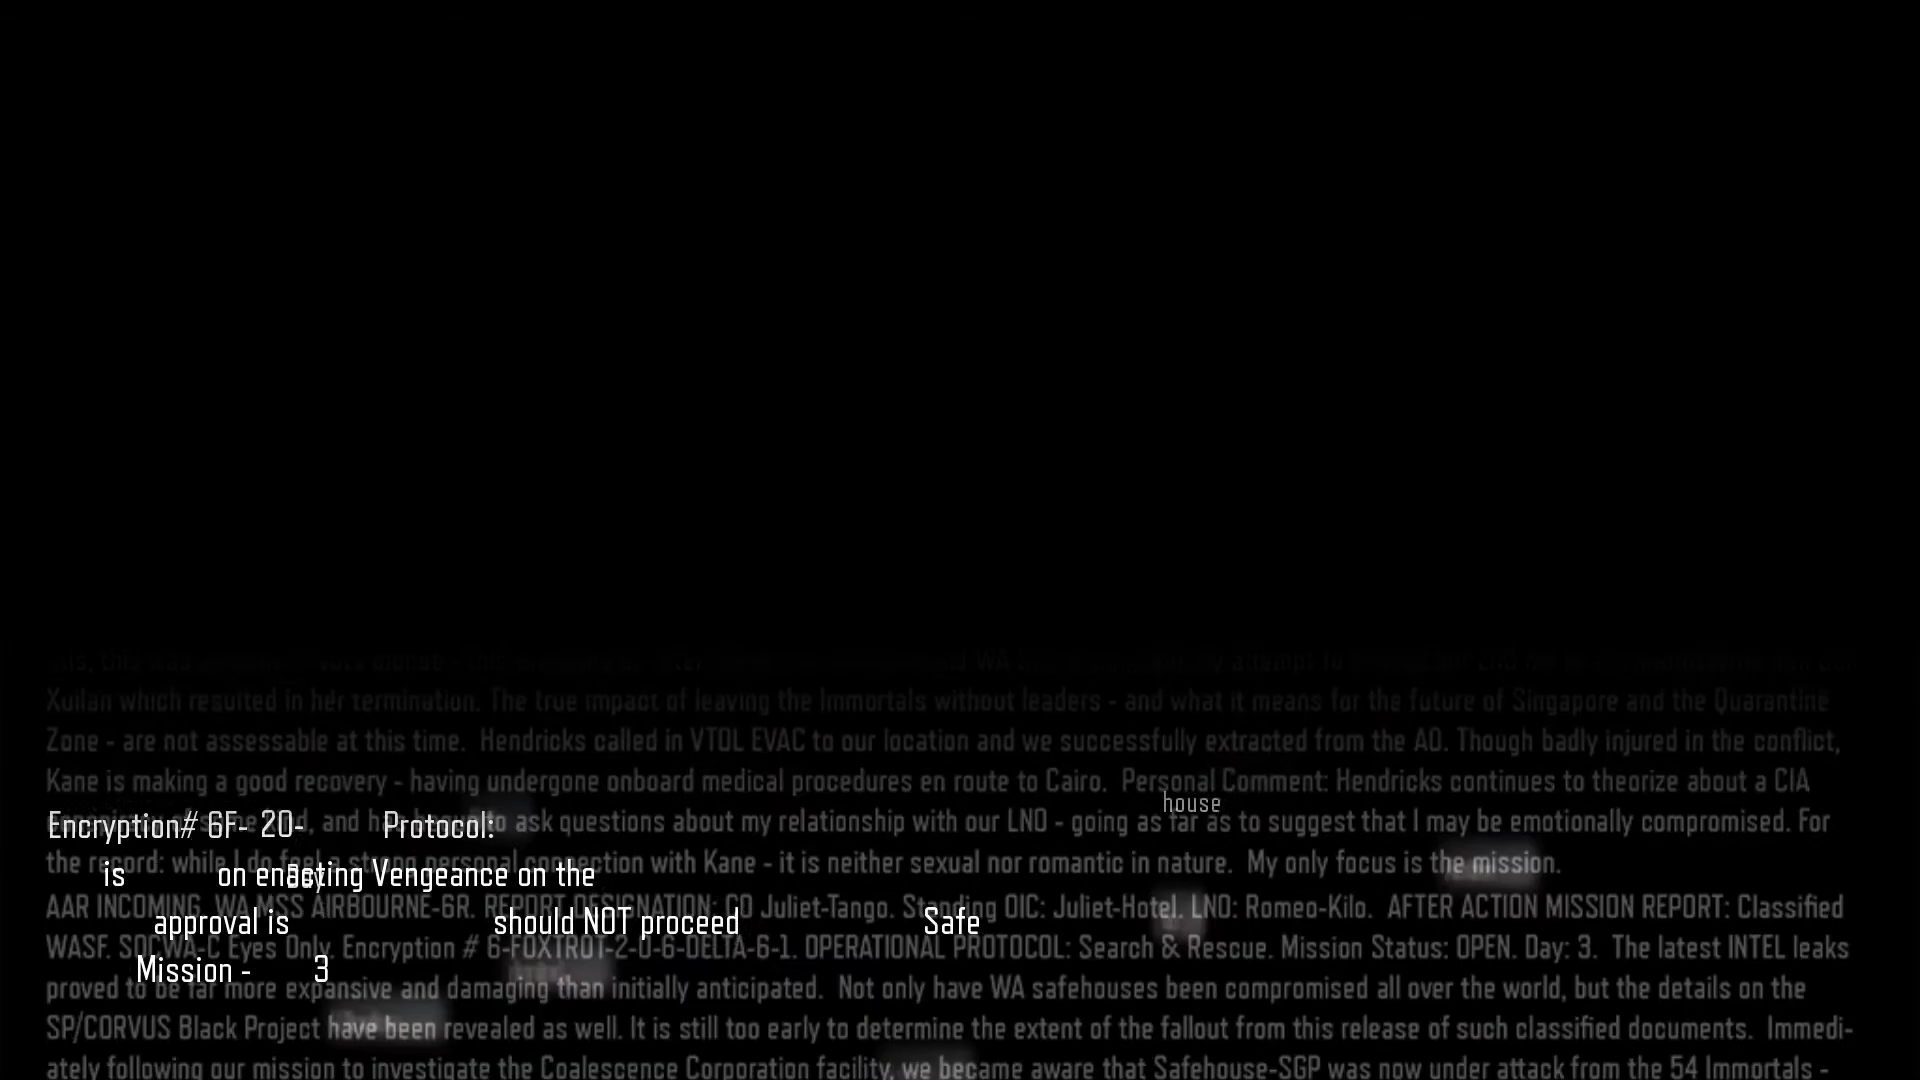 this was
Xuilan which resulted in her termination. The true impact of leaving the Immortals without leaders - and what it means for the future of Singapore and the Quarantine
Zone - are not assessable at this time. Hendricks called in VTOL EVAC to our location and we successfully extracted from the AO. Though badly injured in the conflict,
Kane is making a good recovery - having undergone onboard medical procedures en route to Cairo. Personal Comment: Hendricks continues to theorize about a CIA
house
Encryption# 6F- 20- Protocol:
ask questions about my relationship with our LNO - going as far as to suggest that I may be emotionally compromised. For
the record: while I do feel a strong personal connection with Kane - it is neither sexual nor romantic in nature. My only focus is the mission.
is on enacting Vengeance on the
Day
AAR INCOMING. WA USS AIRBOURNE-6R. REPORT DESIGNATION: CO Juliet-Tango. Standing OIC: Juliet-Hotel. LNO: Romeo-Kilo. AFTER ACTION MISSION REPORT: Classified
approval is should NOT proceed Safe
WASF. SOCWA-C Eyes Only. Encryption # 6-FOXTROT-2-0-6-DELTA-6-1. OPERATIONAL PROTOCOL: Search & Rescue. Mission Status: OPEN. Day: 3. The latest INTEL leaks
Mission - 3
proved to be far more expansive and damaging than initially anticipated. Not only have WA safehouses been compromised all over the world, but the details on the
SP/CORVUS Black Project have been revealed as well. It is still too early to determine the extent of the fallout from this release of such classified documents. Immedi-
ately following our mission to investigate the Coalescence Corporation facility, we became aware that Safehouse-SGP was now under attack from the 54 Immortals -